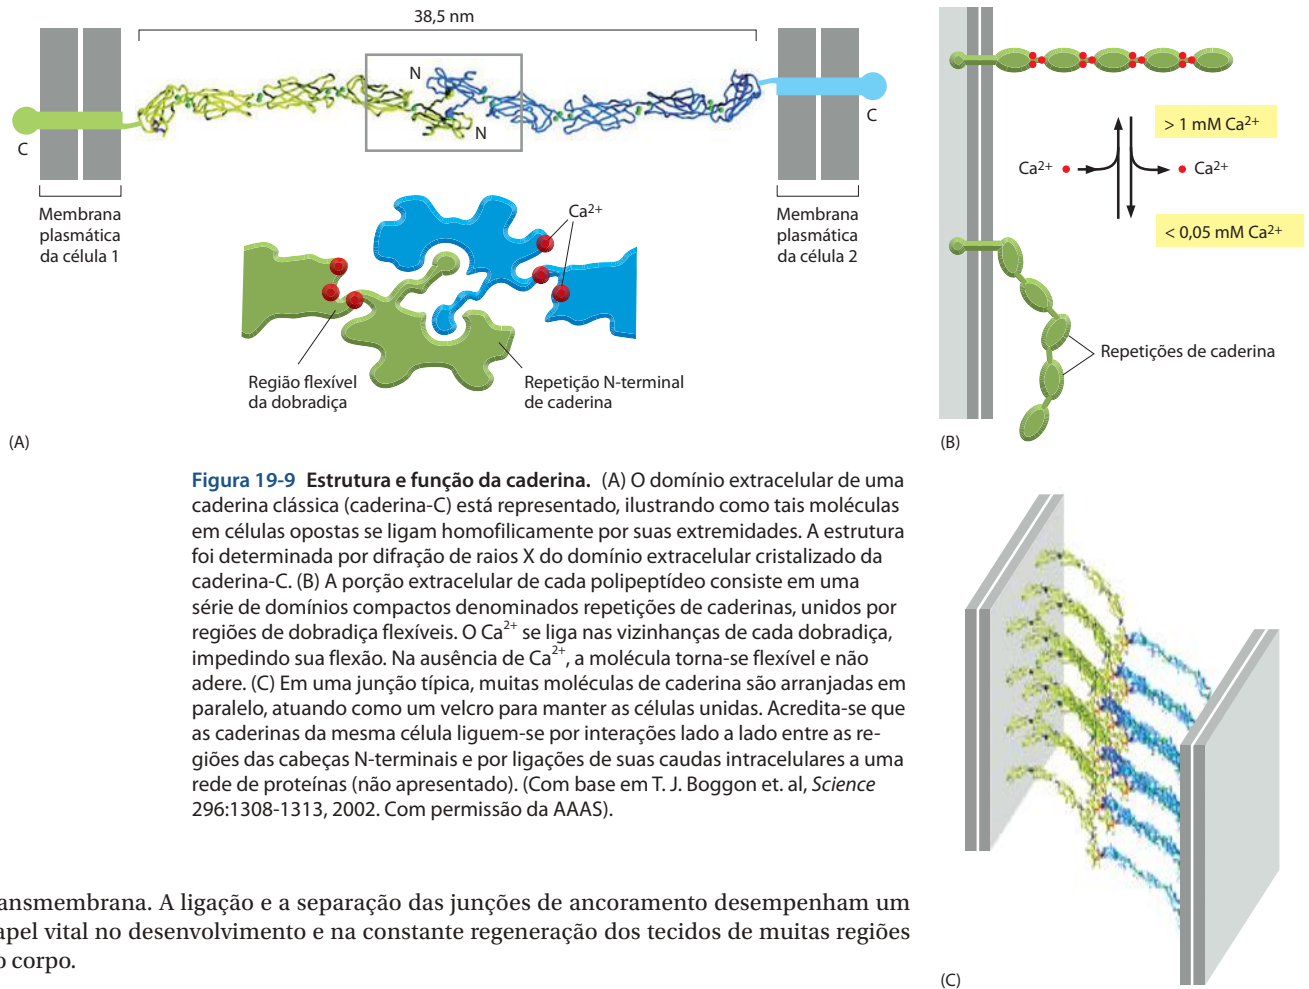 38,5 nm
N
N
C
C
Membrana
plasmática
da célula 1
Membrana
plasmática
da célula 2
Ca²⁺
Região flexível
da dobradiça
Repetição N-terminal
de caderina
(A)
> 1 mM Ca²⁺
Ca²⁺
Ca²⁺
< 0,05 mM Ca²⁺
Repetições de caderina
(B)
Figura 19-9 Estrutura e função da caderina. (A) O domínio extracelular de uma
caderina clássica (caderina-C) está representado, ilustrando como tais moléculas
em células opostas se ligam homofilicamente por suas extremidades. A estrutura
foi determinada por difração de raios X do domínio extracelular cristalizado da
caderina-C. (B) A porção extracelular de cada polipeptídeo consiste em uma
série de domínios compactos denominados repetições de caderinas, unidos por
regiões de dobradiça flexíveis. O Ca²⁺ se liga nas vizinhanças de cada dobradiça,
impedindo sua flexão. Na ausência de Ca²⁺, a molécula torna-se flexível e não
adere. (C) Em uma junção típica, muitas moléculas de caderina são arranjadas em
paralelo, atuando como um velcro para manter as células unidas. Acredita-se que
as caderinas da mesma célula liguem-se por interações lado a lado entre as re-
giões das cabeças N-terminais e por ligações de suas caudas intracelulares a uma
rede de proteínas (não apresentado). (Com base em T. J. Boggon et. al, Science
296:1308-1313, 2002. Com permissão da AAAS).
ansmembrana. A ligação e a separação das junções de ancoramento desempenham um
apel vital no desenvolvimento e na constante regeneração dos tecidos de muitas regiões
o corpo.
(C)